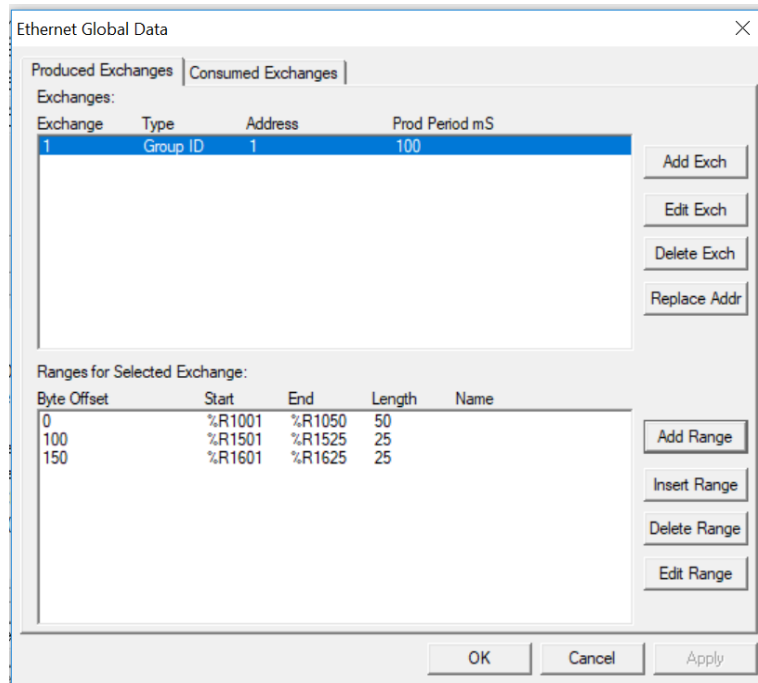 Ethernet Global Data
Produced Exchanges Consumed Exchanges
Exchanges:
Exchange Type Address Prod Period mS
1 Group ID 1 100
Add Exch
Edit Exch
Delete Exch
Replace Addr
Ranges for Selected Exchange:
Byte Offset Start End Length Name
0 %R1001 %R1050 50
100 %R1501 %R1525 25
150 %R1601 %R1625 25
Add Range
Insert Range
Delete Range
Edit Range
OK Cancel Apply